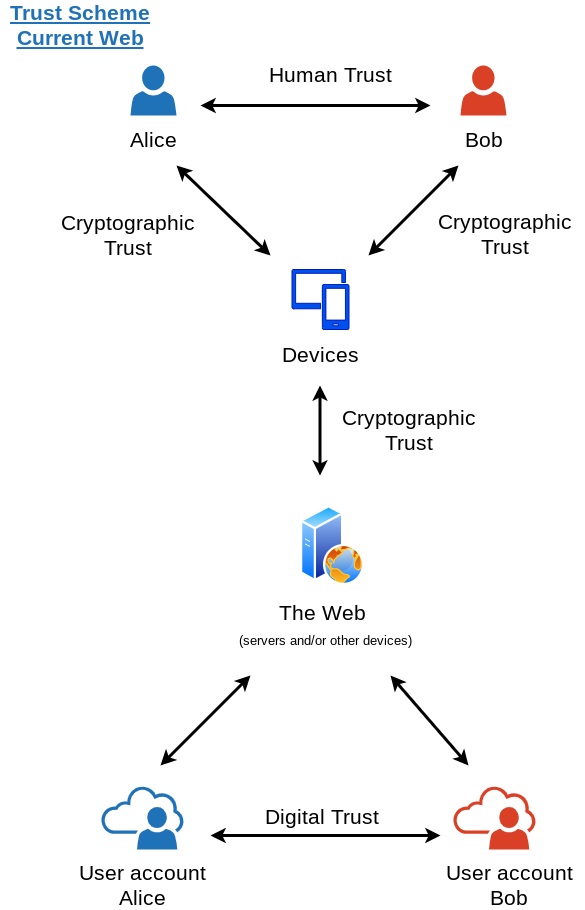 Trust Scheme
Current Web
Human Trust
Alice
Bob
Cryptographic
Trust
Cryptographic
Trust
Devices
Cryptographic
Trust
The Web
(servers and/or other devices)
Digital Trust
User account
Alice
User account
Bob